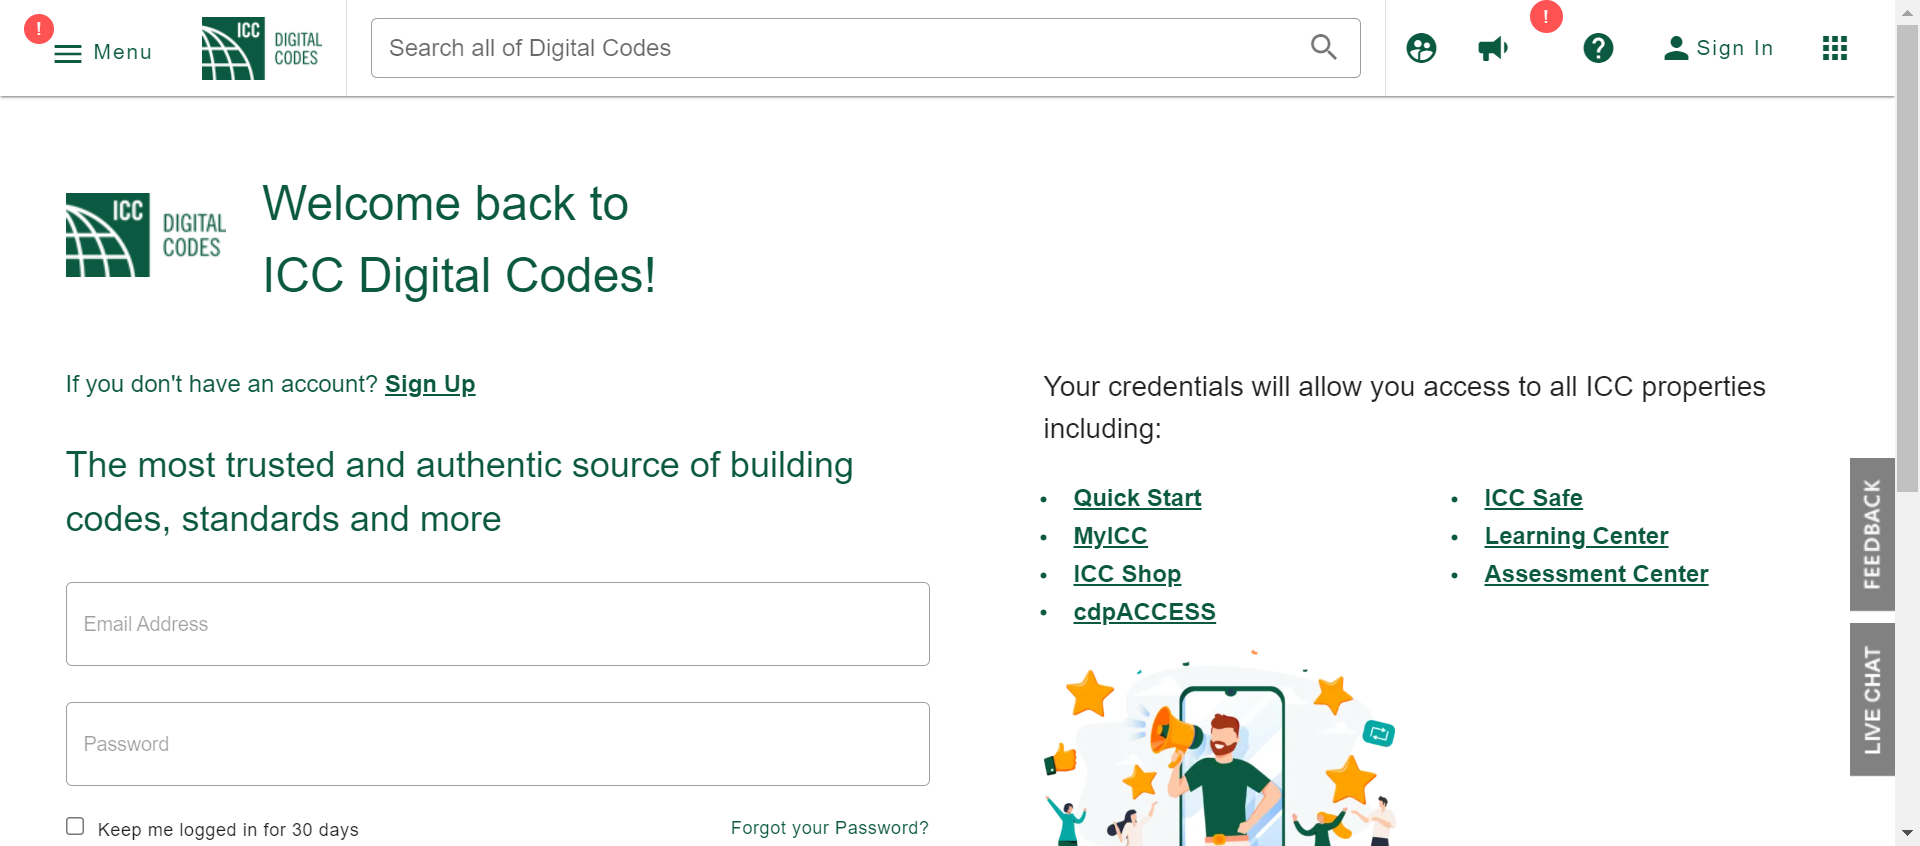 !
Menu
ICC
DIGITAL
CODES
Search all of Digital Codes
!
?
Sign In
ICC
DIGITAL
CODES
Welcome back to
ICC Digital Codes!
If you don't have an account? Sign Up
The most trusted and authentic source of building
codes, standards and more
Email Address
Password
Keep me logged in for 30 days
Forgot your Password?
Your credentials will allow you access to all ICC properties
including:
• Quick Start
• MyICC
• ICC Shop
• cdpACCESS
• ICC Safe
• Learning Center
• Assessment Center
FEEDBACK
LIVE CHAT